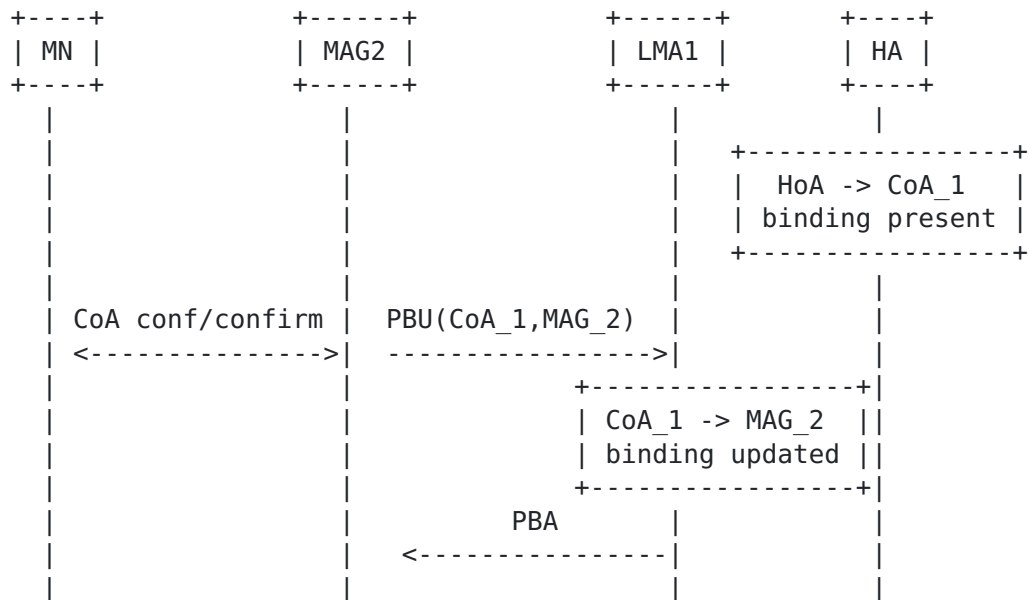 MN MAG2 LMA1 HA
HoA -> CoA_1
binding present
CoA conf/confirm PBU(CoA_1,MAG_2)
<---------------> ----------------->
CoA_1 -> MAG_2
binding updated
PBA
<----------------